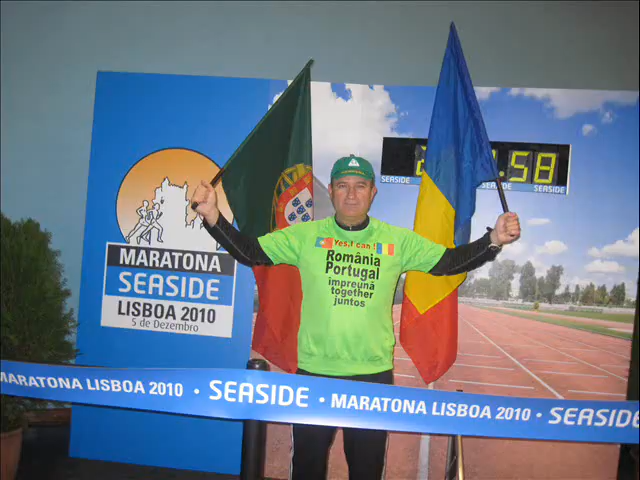 .58
SEASIDE
SEASIDE
MARATONA
SEASIDE
LISBOA 2010
5 de Dezembro
Yes, I can !
România
Portugal
împreună
together
juntos
MARATONA LISBOA 2010 · SEASIDE · MARATONA LISBOA 2010 · SEASIDE